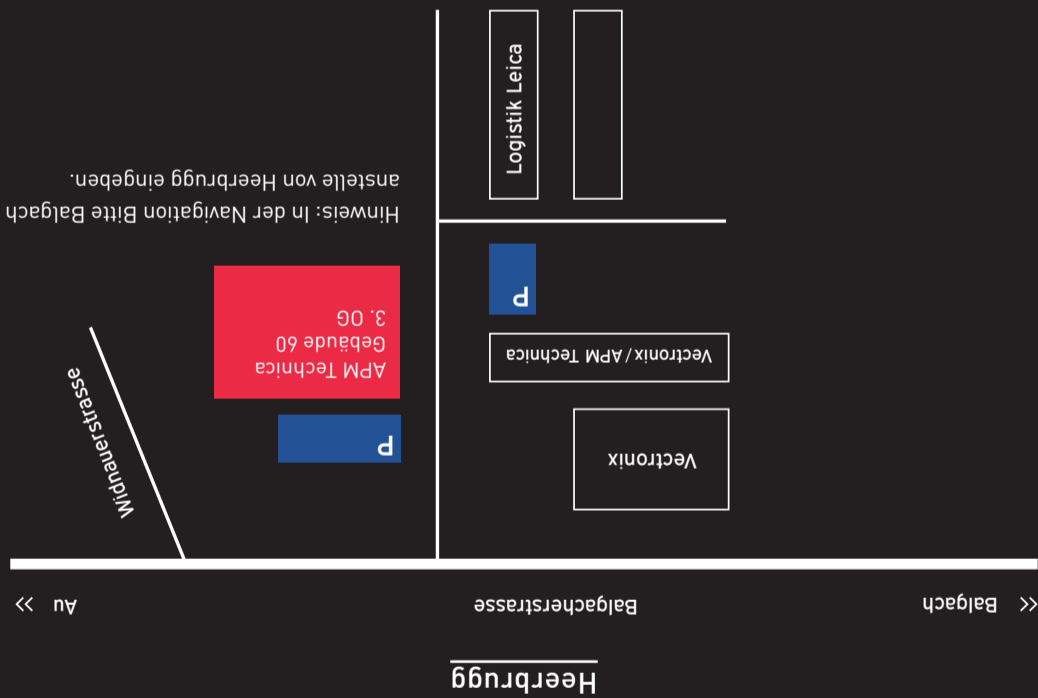 Heerbrugg
<< Balgach
Balgacherstrasse
Au >>
Vectronix
Vectronix/APM Technica
P
P
APM Technica
Gebäude 60
3. OG
Widnauerstrasse
Hinweis: In der Navigation Bitte Balgach
anstelle von Heerbrugg eingeben.
Logistik Leica